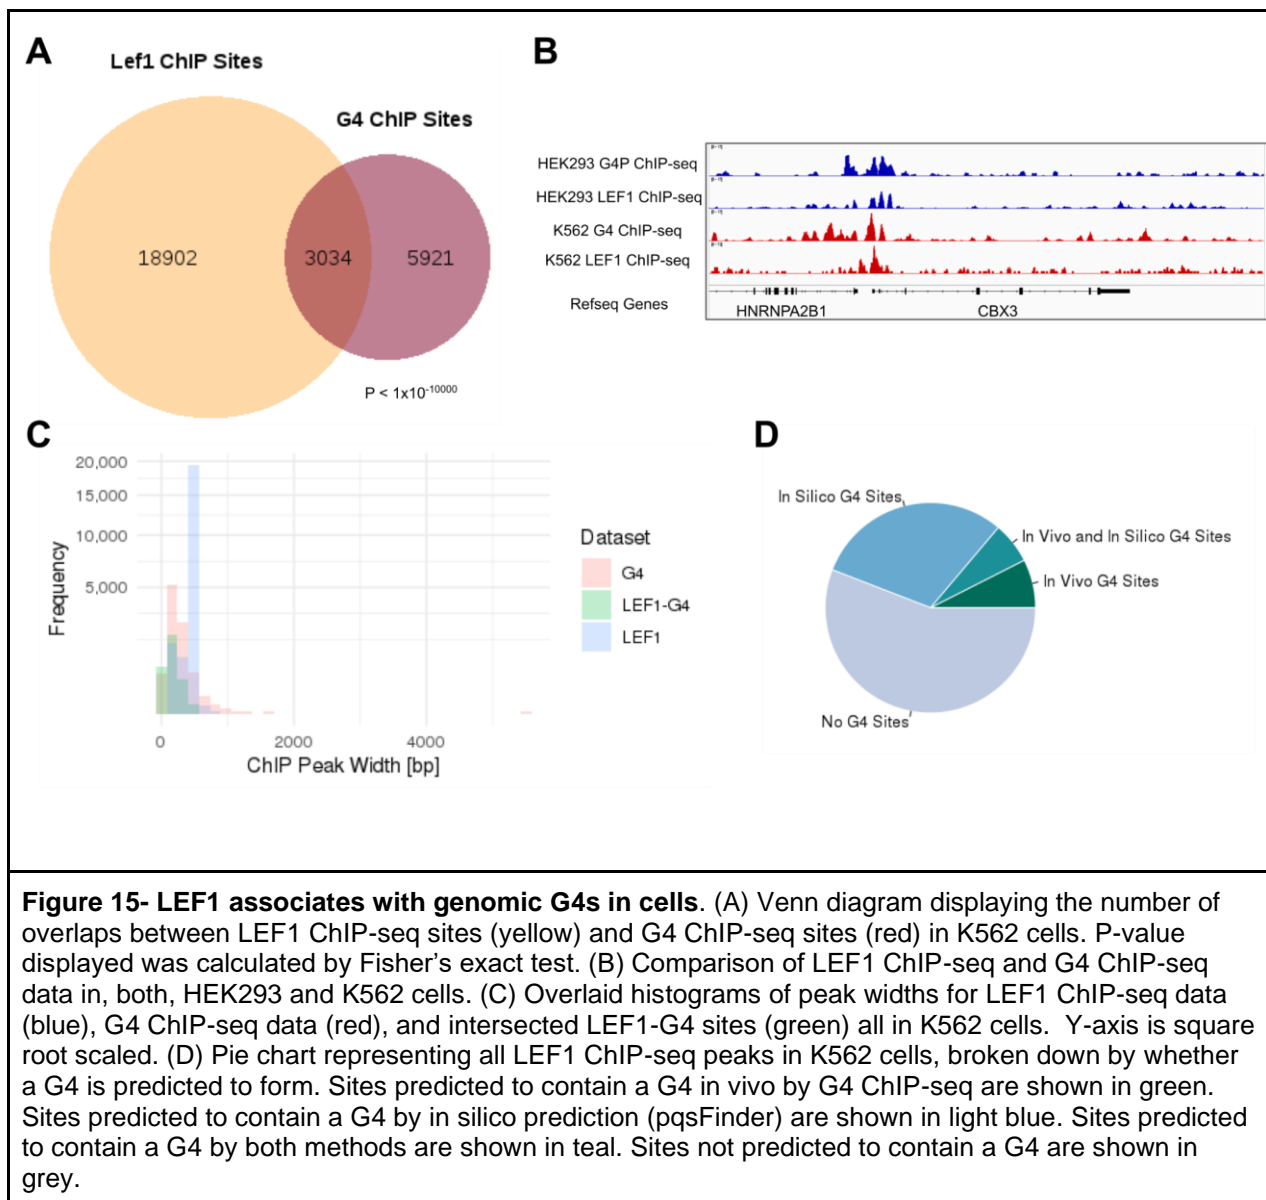 A
Lef1 ChIP Sites
G4 ChIP Sites
18902
3034
5921
P < 1x10-10000
B
HEK293 G4P ChIP-seq
HEK293 LEF1 ChIP-seq
K562 G4 ChIP-seq
K562 LEF1 ChIP-seq
Refseq Genes
HNRNPA2B1
CBX3
C
20,000
15,000
10,000
5,000
Frequency
0
2000
4000
ChIP Peak Width [bp]
Dataset
G4
LEF1-G4
LEF1
D
In Silico G4 Sites
In Vivo and In Silico G4 Sites
In Vivo G4 Sites
No G4 Sites
Figure 15- LEF1 associates with genomic G4s in cells. (A) Venn diagram displaying the number of
overlaps between LEF1 ChIP-seq sites (yellow) and G4 ChIP-seq sites (red) in K562 cells. P-value
displayed was calculated by Fisher's exact test. (B) Comparison of LEF1 ChIP-seq and G4 ChIP-seq
data in, both, HEK293 and K562 cells. (C) Overlaid histograms of peak widths for LEF1 ChIP-seq data
(blue), G4 ChIP-seq data (red), and intersected LEF1-G4 sites (green) all in K562 cells.  Y-axis is square
root scaled. (D) Pie chart representing all LEF1 ChIP-seq peaks in K562 cells, broken down by whether
a G4 is predicted to form. Sites predicted to contain a G4 in vivo by G4 ChIP-seq are shown in green.
Sites predicted to contain a G4 by in silico prediction (pqsFinder) are shown in light blue. Sites predicted
to contain a G4 by both methods are shown in teal. Sites not predicted to contain a G4 are shown in
grey.